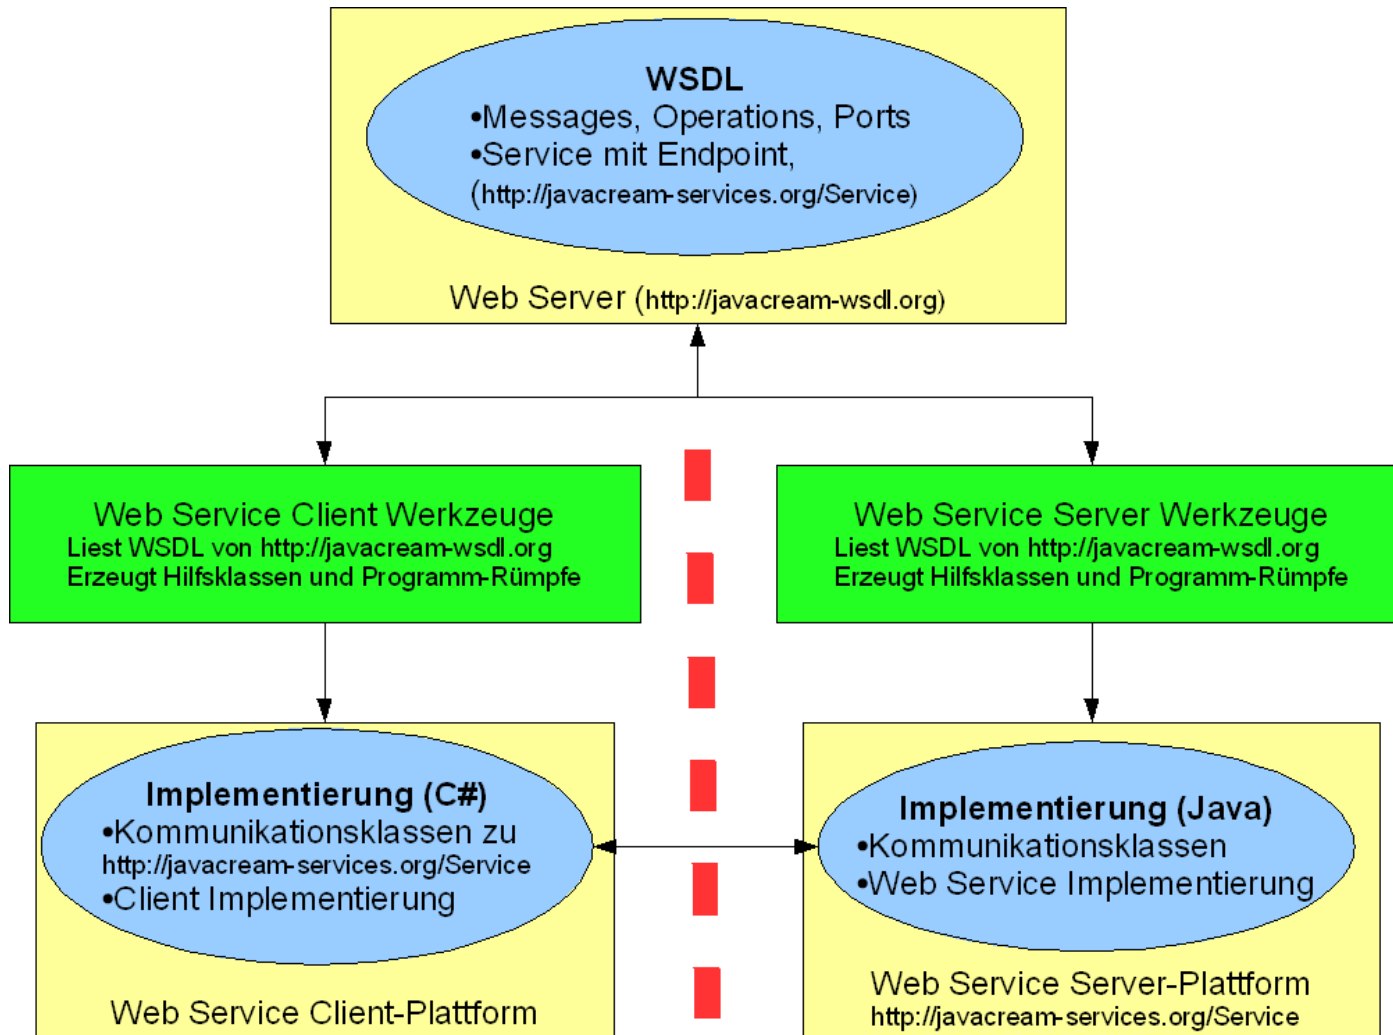 WSDL
•Messages, Operations, Ports
•Service mit Endpoint,
(http://javacream-services.org/Service)
Web Server (http://javacream-wsdl.org)
Web Service Client Werkzeuge
Liest WSDL von http://javacream-wsdl.org
Erzeugt Hilfsklassen und Programm-Rümpfe
Web Service Server Werkzeuge
Liest WSDL von http://javacream-wsdl.org
Erzeugt Hilfsklassen und Programm-Rümpfe
Implementierung (C#)
•Kommunikationsklassen zu
http://javacream-services.org/Service
•Client Implementierung
Web Service Client-Plattform
Implementierung (Java)
•Kommunikationsklassen
•Web Service Implementierung
Web Service Server-Plattform
http://javacream-services.org/Service